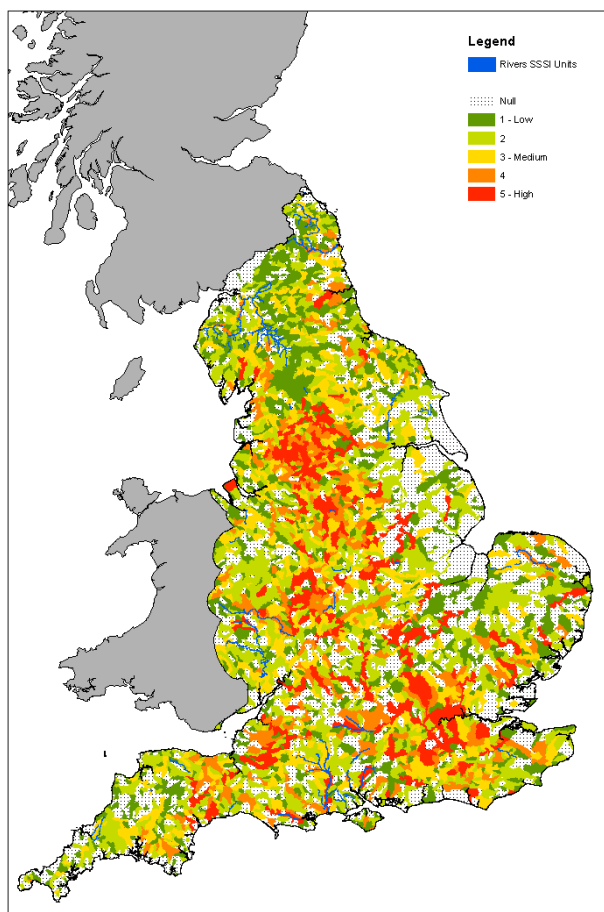 Legend
Rivers SSSI Units
Null
1 - Low
2
3 - Medium
4
5 - High